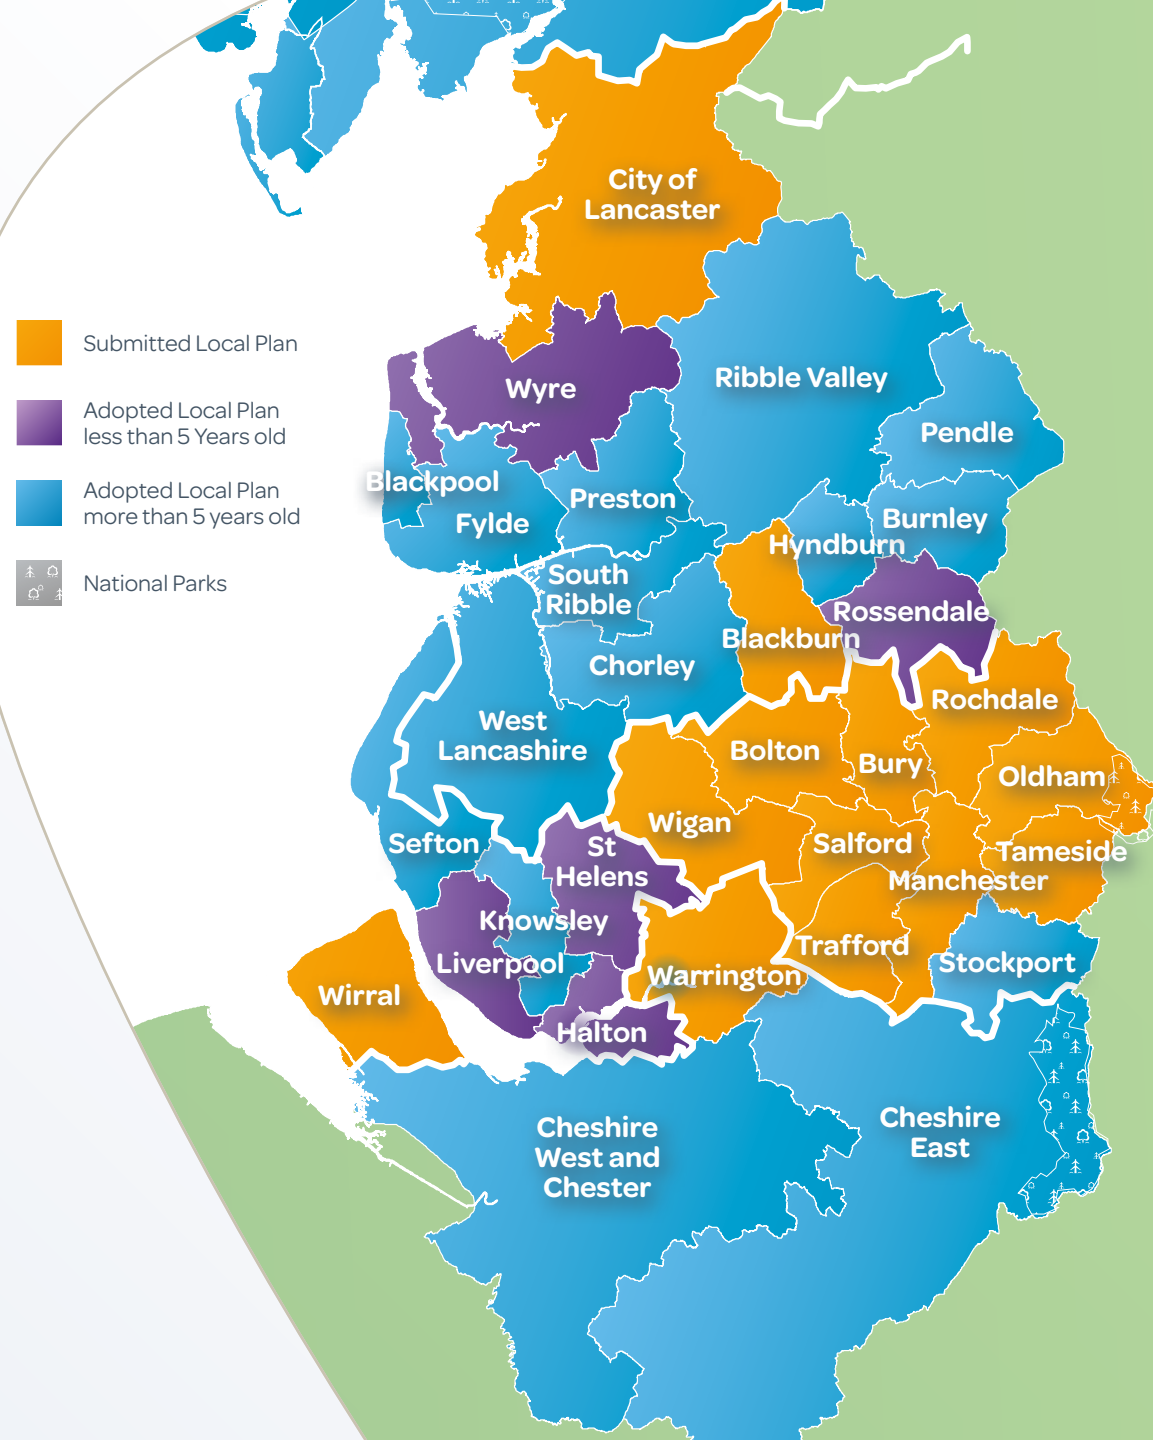 City of
Lancaster
Submitted Local Plan
Adopted Local Plan
less than 5 Years old
Adopted Local Plan
more than 5 years old
National Parks
Wyre
Ribble Valley
Pendle
Blackpool
Preston
Fylde
Burnley
Hyndburn
South
Ribble
Rossendale
Blackburn
Chorley
Rochdale
West
Lancashire
Bolton
Bury
Oldham
Wigan
Sefton
Salford
St
Helens
Tameside
Manchester
Knowsley
Liverpool
Trafford
Stockport
Warrington
Wirral
Halton
Cheshire
West and
Chester
Cheshire
East